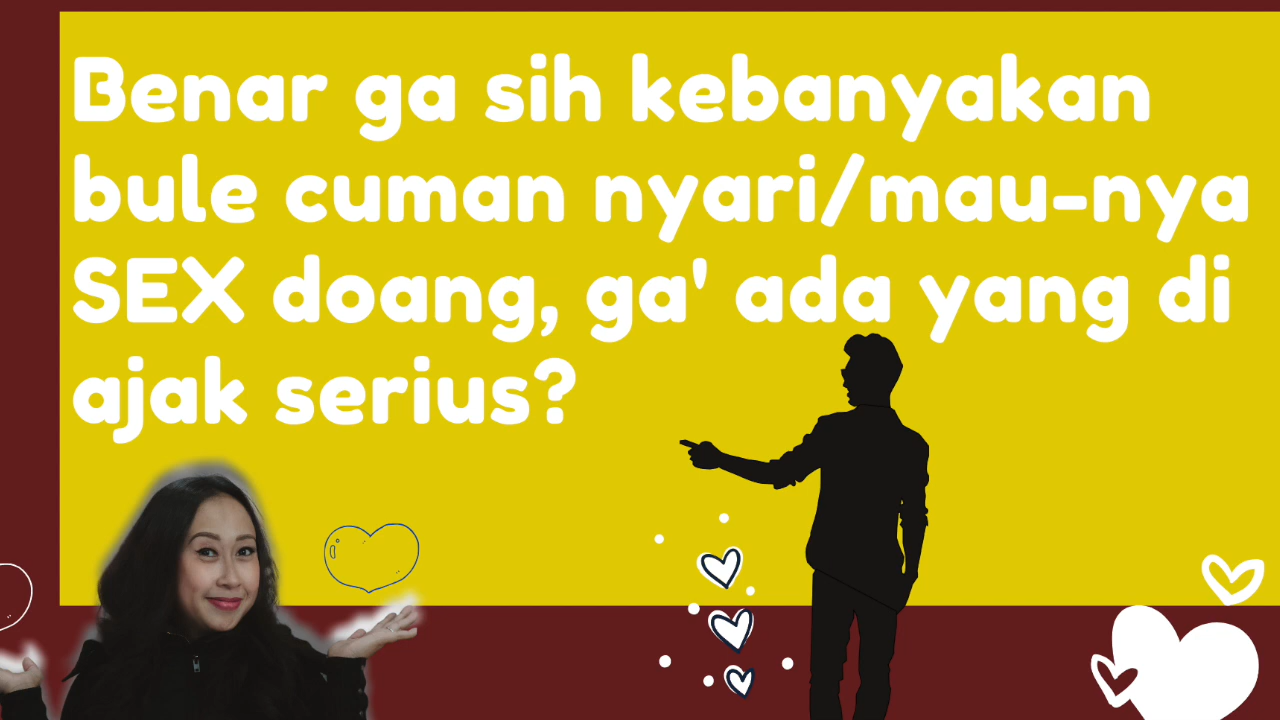 Benar ga sih kebanyakan
bule cuman nyari/mau-nya
SEX doang, ga' ada yang di
ajak serius?